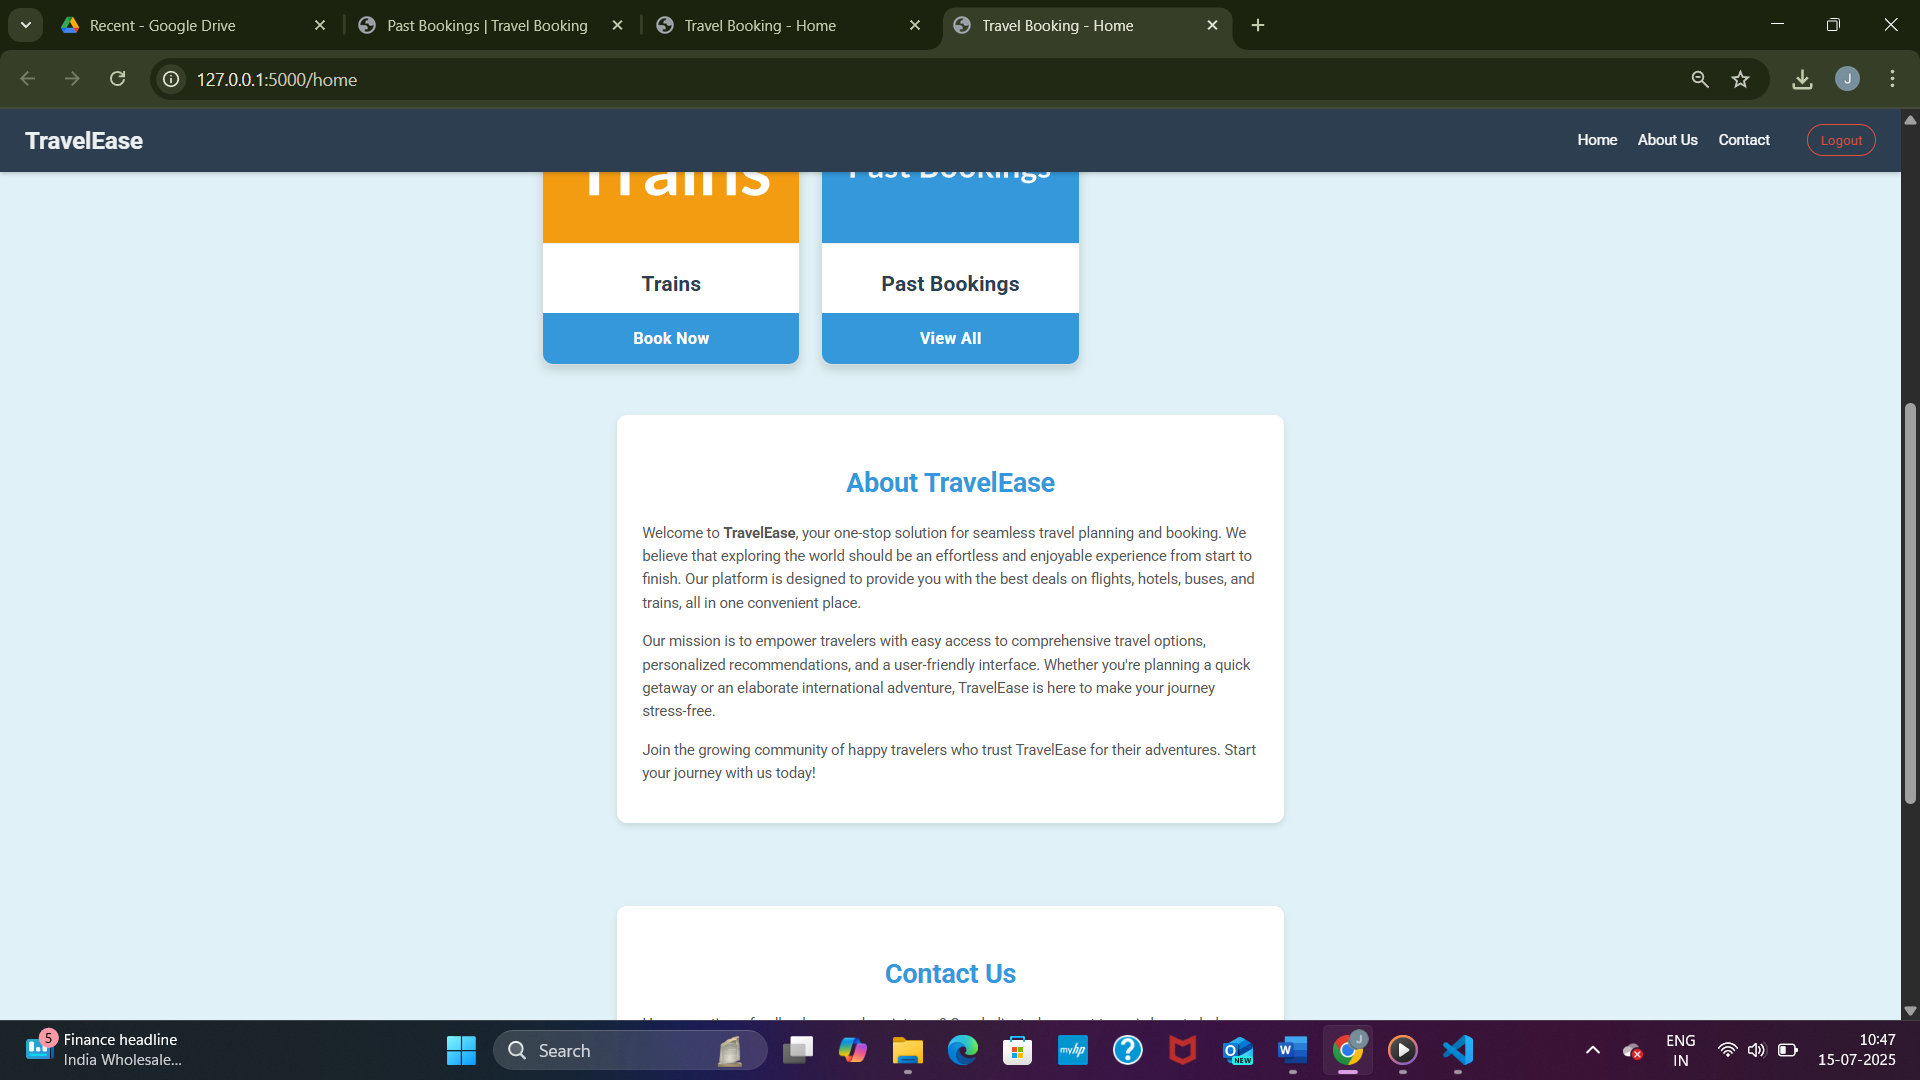 Recent - Google Drive
Past Bookings | Travel Booking
Travel Booking - Home
Travel Booking - Home
127.0.0.1:5000/home
J
TravelEase
Home
About Us
Contact
Logout
Trains
Past Bookings
Trains
Past Bookings
Book Now
View All
About TravelEase
Welcome to TravelEase, your one-stop solution for seamless travel planning and booking. We
believe that exploring the world should be an effortless and enjoyable experience from start to
finish. Our platform is designed to provide you with the best deals on flights, hotels, buses, and
trains, all in one convenient place.
Our mission is to empower travelers with easy access to comprehensive travel options,
personalized recommendations, and a user-friendly interface. Whether you're planning a quick
getaway or an elaborate international adventure, TravelEase is here to make your journey
stress-free.
Join the growing community of happy travelers who trust TravelEase for their adventures. Start
your journey with us today!
Contact Us
5
Finance headline
India Wholesale...
Search
myhp
NEW
J
ENG
IN
10:47
15-07-2025